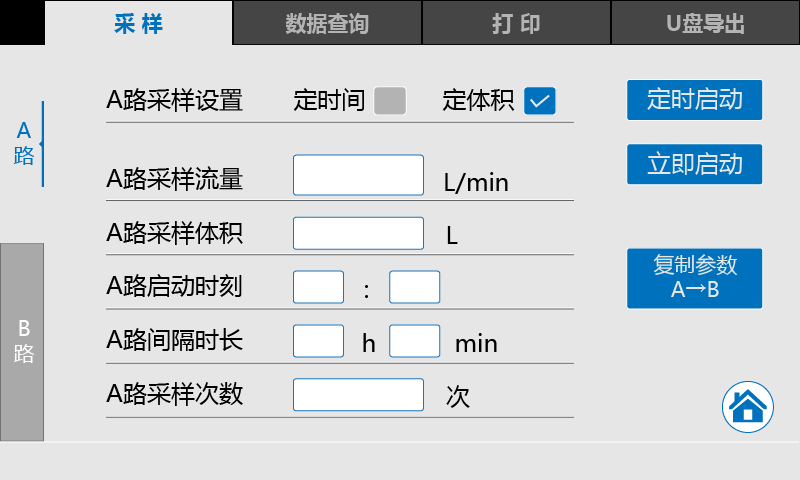 采 样
数据查询
打 印
U盘导出
A路采样设置
定时间
定体积
定时启动
A
路
立即启动
A路采样流量
L/min
A路采样体积
L
A路启动时刻
:
复制参数
A→B
B
路
A路间隔时长
h
min
A路采样次数
次